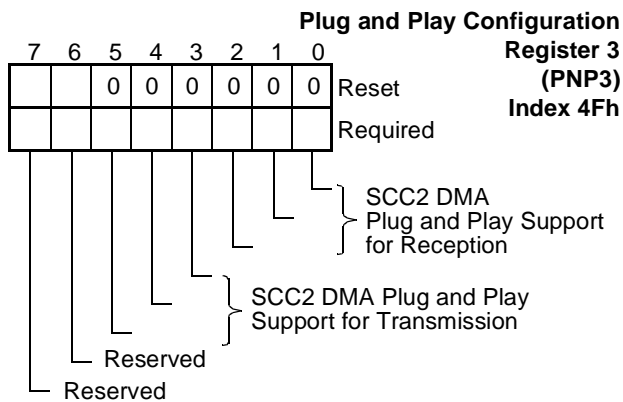 Plug and Play Configuration
Register 3
(PNP3)
Index 4Fh
7 6 5 4 3 2 1 0
0 0 0 0 0 0 Reset
Required
SCC2 DMA
Plug and Play Support
for Reception
SCC2 DMA Plug and Play
Support for Transmission
Reserved
Reserved